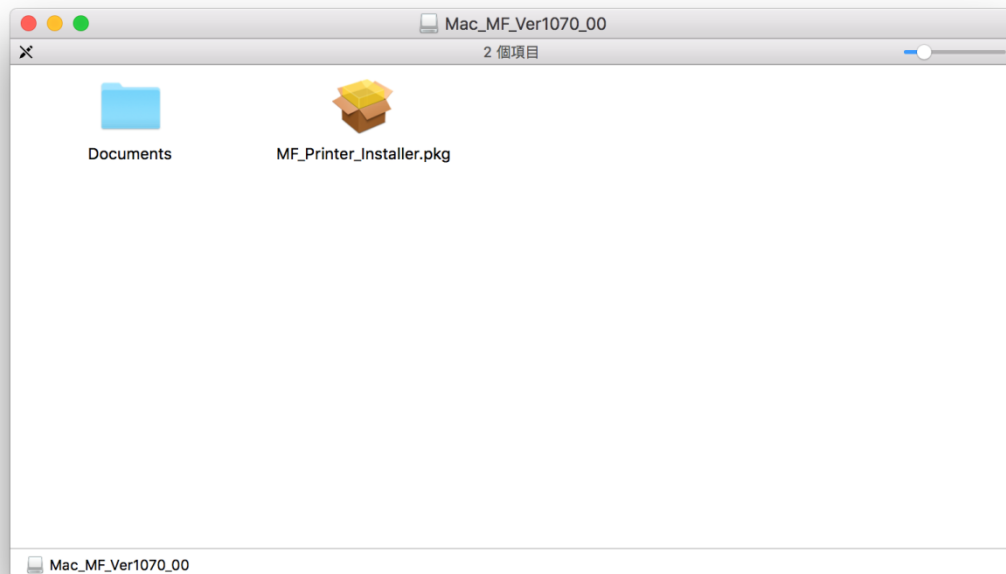 Mac_MF_Ver1070_00
2 個項目
Documents
MF_Printer_Installer.pkg
Mac_MF_Ver1070_00